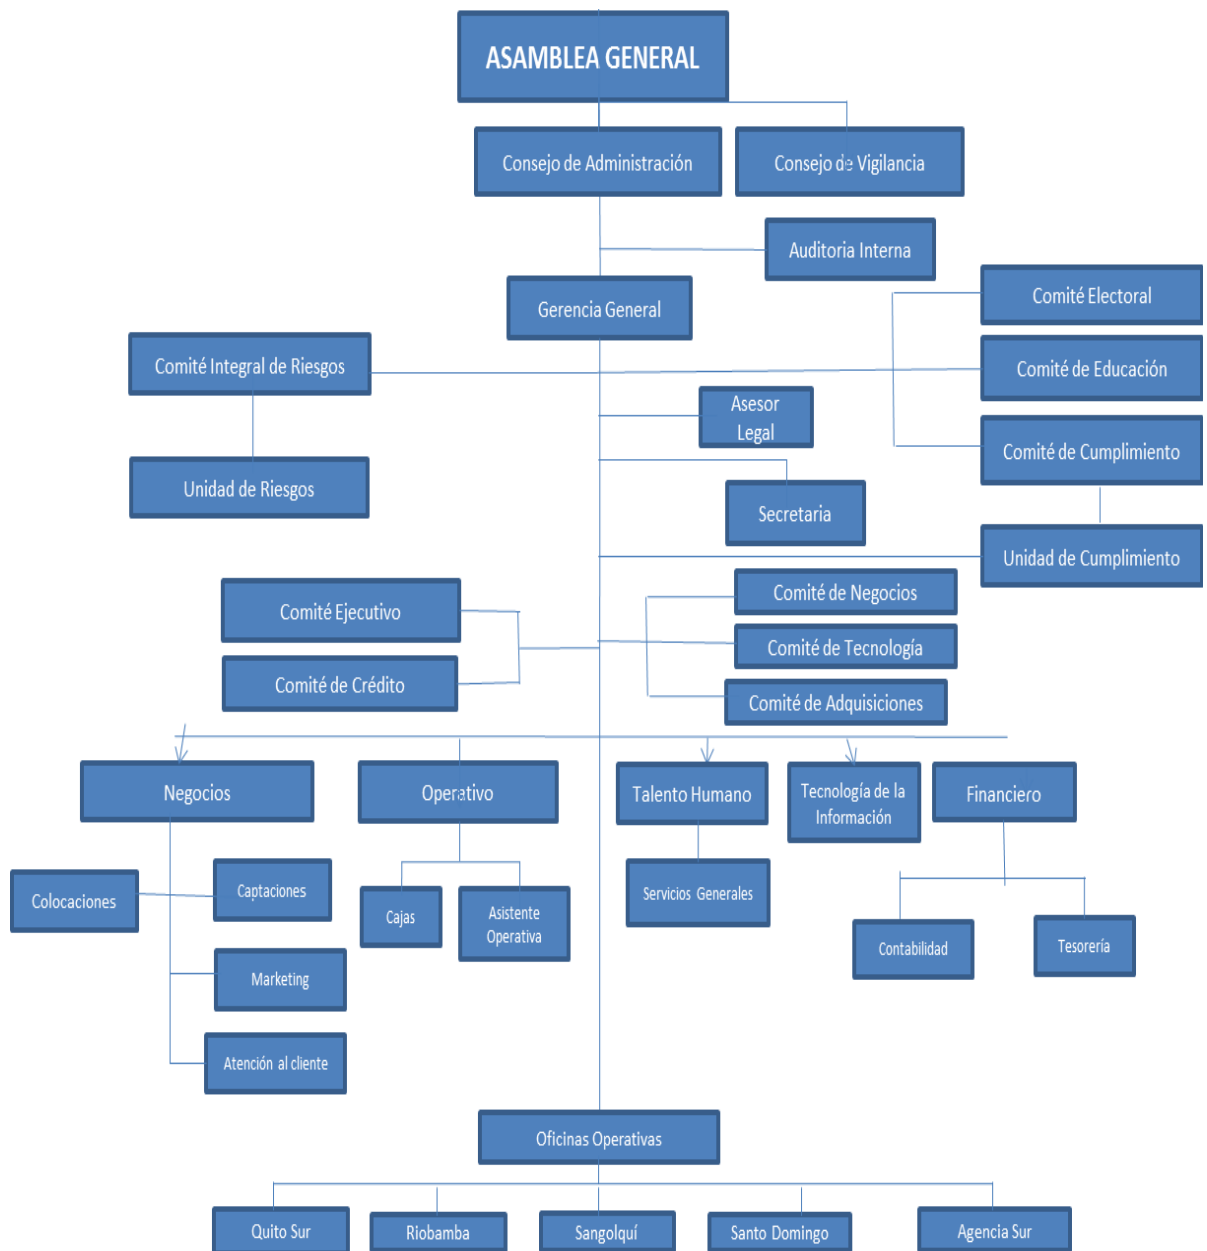 ASAMBLEA GENERAL
Consejo de Administración
Consejo de Vigilancia
Auditoria Interna
Gerencia General
Comité Electoral
Comité Integral de Riesgos
Comité de Educación
Asesor
Legal
Comité de Cumplimiento
Unidad de Riesgos
Secretaria
Unidad de Cumplimiento
Comité Ejecutivo
Comité de Negocios
Comité de Tecnología
Comité de Crédito
Comité de Adquisiciones
Negocios
Operativo
Talento Humano
Tecnología de la
Información
Financiero
Colocaciones
Captaciones
Cajas
Asistente
Operativa
Servicios Generales
Contabilidad
Tesorería
Marketing
Atención al cliente
Oficinas Operativas
Quito Sur
Riobamba
Sangolquí
Santo Domingo
Agencia Sur